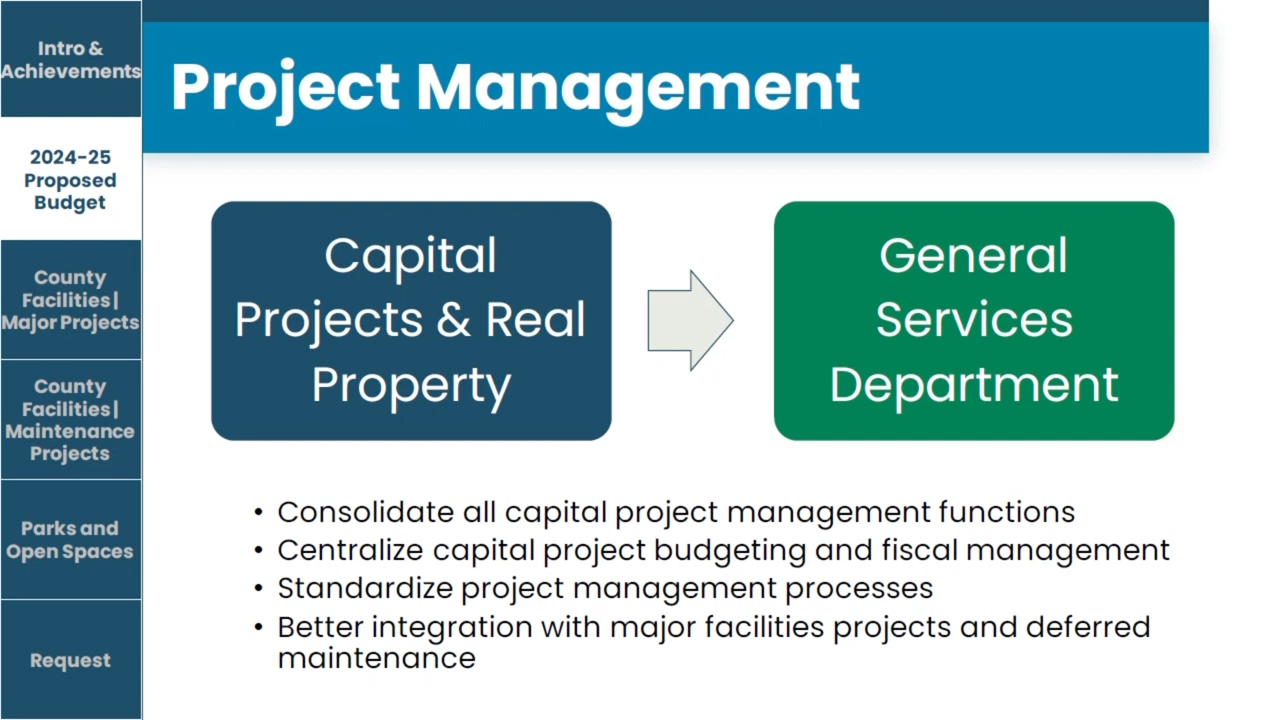 Intro &
Achievements
2024-25
Proposed
Budget
County
Facilities|
Major Projects
County
Facilities|
Maintenance
Projects
Parks and
Open Spaces
Request
Project Management
Capital
Projects & Real
Property
General
Services
Department
• Consolidate all capital project management functions
• Centralize capital project budgeting and fiscal management
• Standardize project management processes
• Better integration with major facilities projects and deferred
maintenance